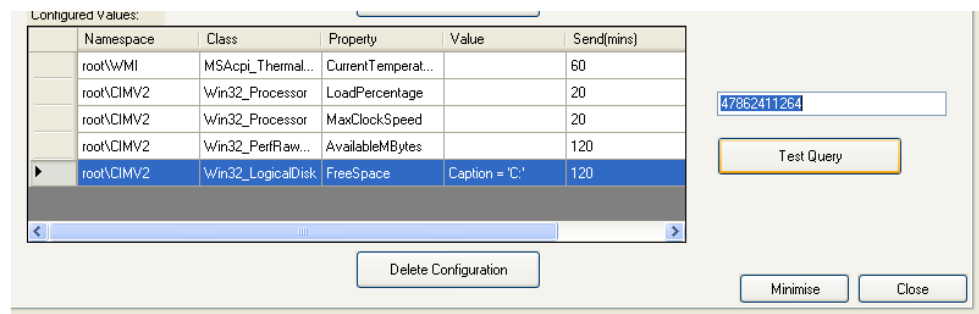 Configured Values:
Namespace Class Property Value Send(mins)
root\WMI MSAcpi_Thermal... CurrentTemperat... 60
root\CIMV2 Win32_Processor LoadPercentage 20
root\CIMV2 Win32_Processor MaxClockSpeed 20
root\CIMV2 Win32_PerfRaw... AvailableMBytes 120
root\CIMV2 Win32_LogicalDisk FreeSpace Caption = 'C:' 120
47862411264
Test Query
Delete Configuration
Minimise Close